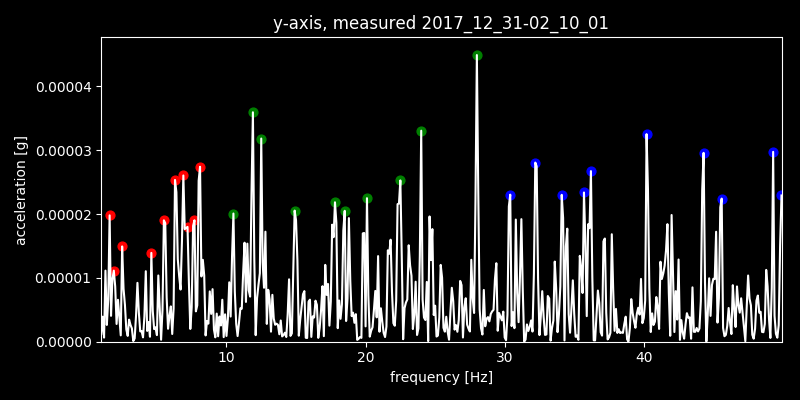 y-axis, measured 2017_12_31-02_10_01
acceleration [g]
0.00004
0.00003
0.00002
0.00001
0.00000
10 20 30 40
frequency [Hz]